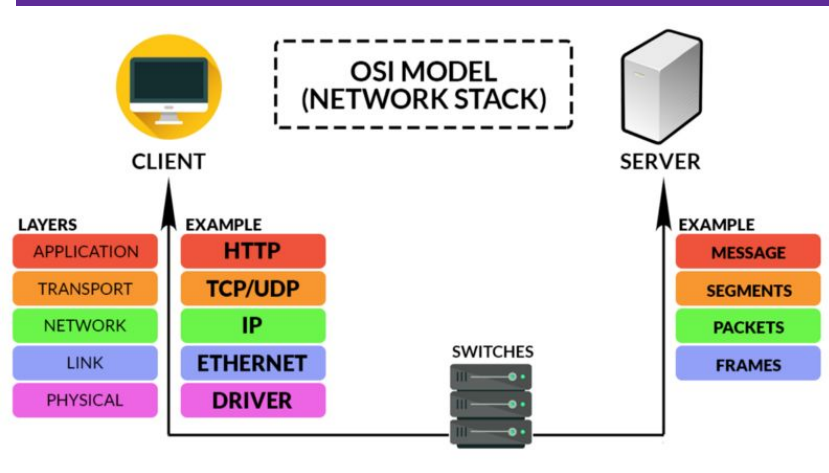 OSI MODEL
(NETWORK STACK)
CLIENT
SERVER
LAYERS
APPLICATION
TRANSPORT
NETWORK
LINK
PHYSICAL
EXAMPLE
HTTP
TCP/UDP
IP
ETHERNET
DRIVER
SWITCHES
EXAMPLE
MESSAGE
SEGMENTS
PACKETS
FRAMES